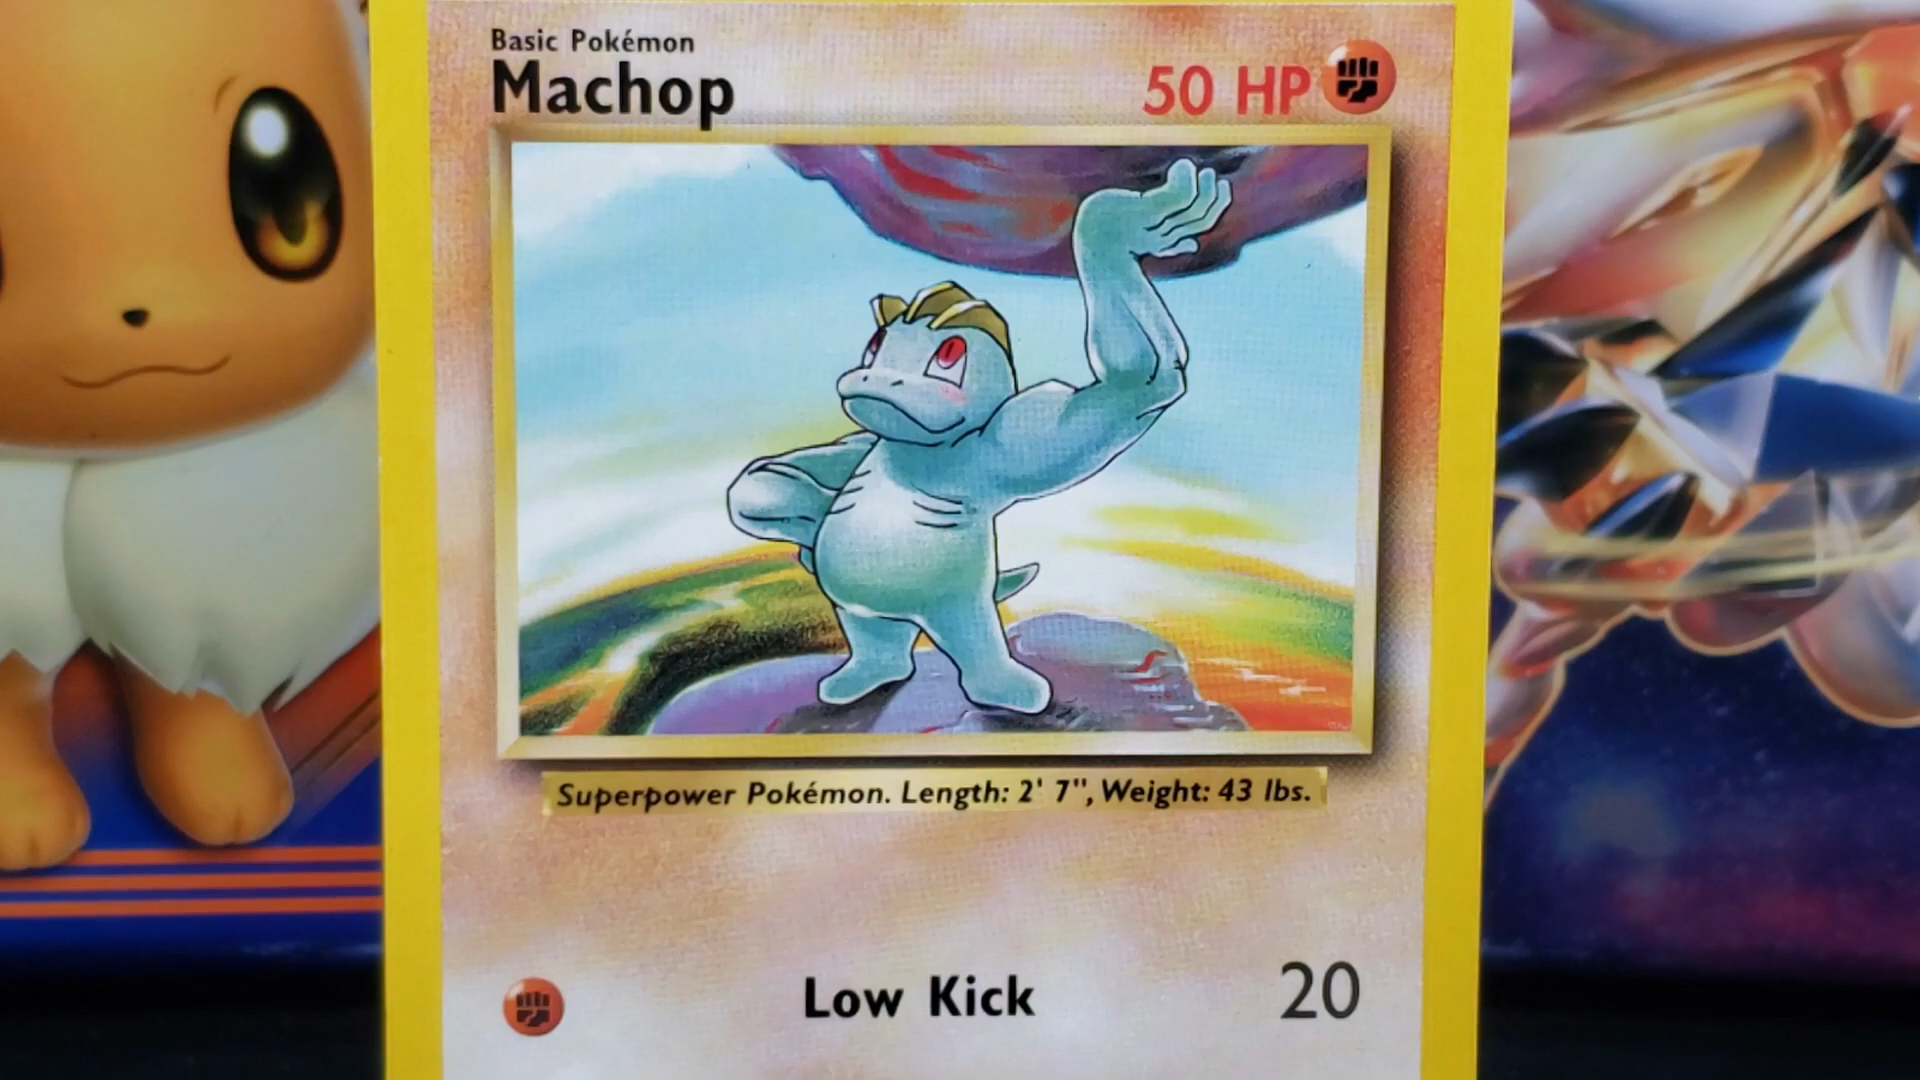 Basic Pokémon
Machop
50 HP
Superpower Pokémon. Length: 2' 7", Weight: 43 lbs.
Low Kick 20